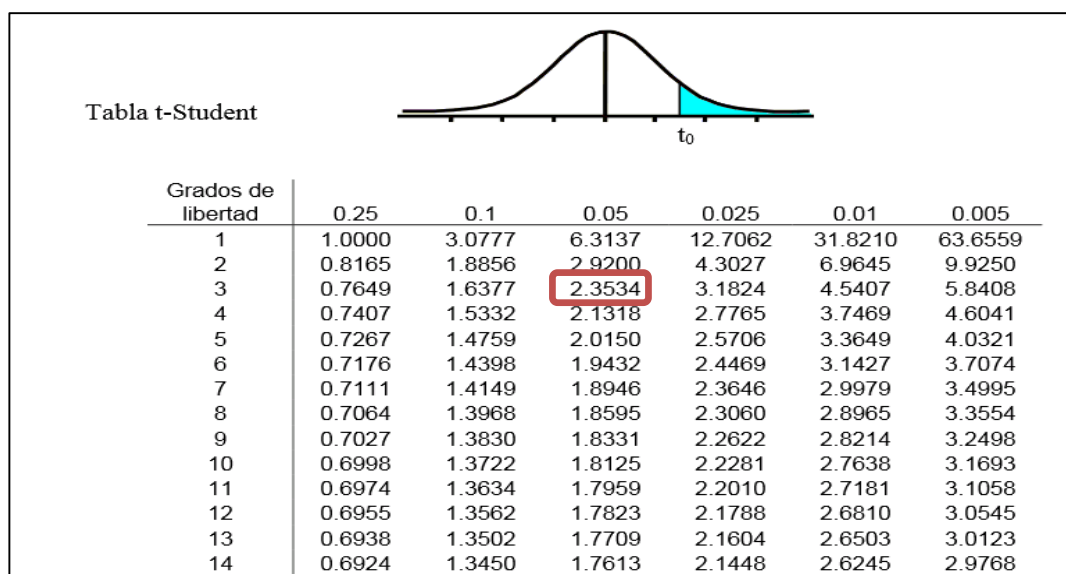 Tabla t-Student
t₀
Grados de
libertad 0.25 0.1 0.05 0.025 0.01 0.005
1 1.0000 3.0777 6.3137 12.7062 31.8210 63.6559
2 0.8165 1.8856 2.9200 4.3027 6.9645 9.9250
3 0.7649 1.6377 2.3534 3.1824 4.5407 5.8408
4 0.7407 1.5332 2.1318 2.7765 3.7469 4.6041
5 0.7267 1.4759 2.0150 2.5706 3.3649 4.0321
6 0.7176 1.4398 1.9432 2.4469 3.1427 3.7074
7 0.7111 1.4149 1.8946 2.3646 2.9979 3.4995
8 0.7064 1.3968 1.8595 2.3060 2.8965 3.3554
9 0.7027 1.3830 1.8331 2.2622 2.8214 3.2498
10 0.6998 1.3722 1.8125 2.2281 2.7638 3.1693
11 0.6974 1.3634 1.7959 2.2010 2.7181 3.1058
12 0.6955 1.3562 1.7823 2.1788 2.6810 3.0545
13 0.6938 1.3502 1.7709 2.1604 2.6503 3.0123
14 0.6924 1.3450 1.7613 2.1448 2.6245 2.9768